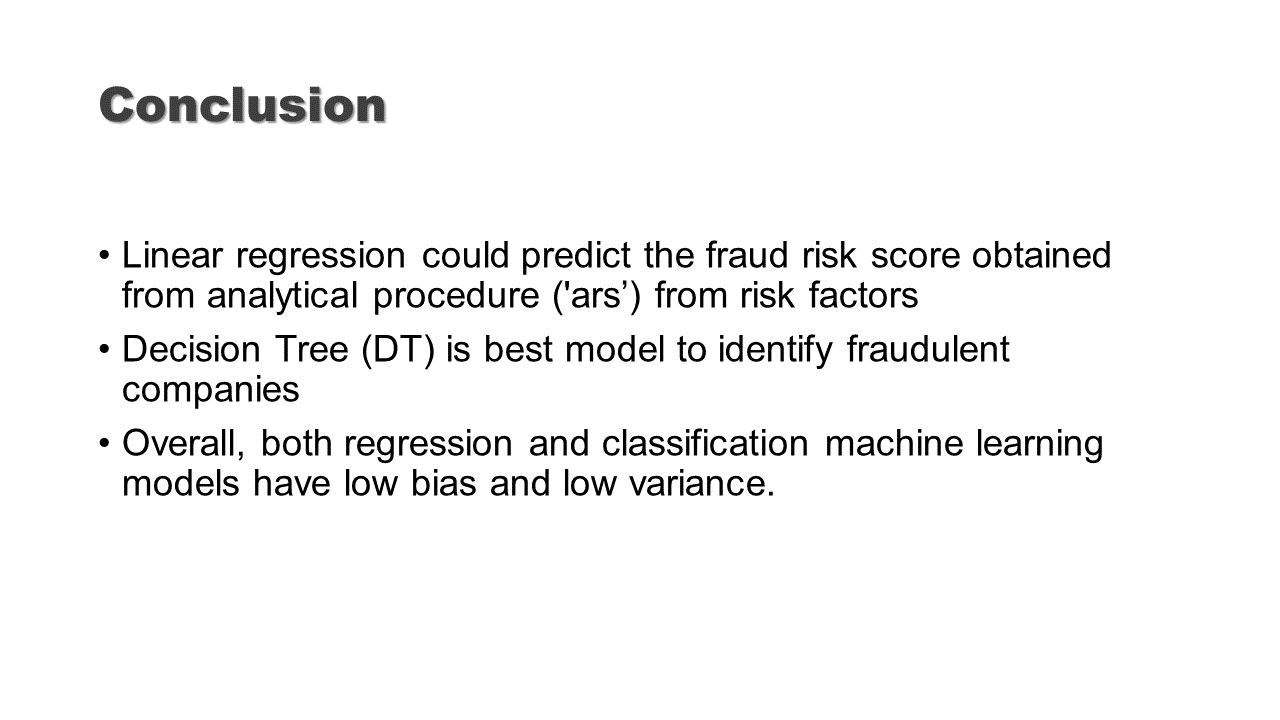 Conclusion
• Linear regression could predict the fraud risk score obtained
from analytical procedure ('ars’) from risk factors
• Decision Tree (DT) is best model to identify fraudulent
companies
• Overall, both regression and classification machine learning
models have low bias and low variance.